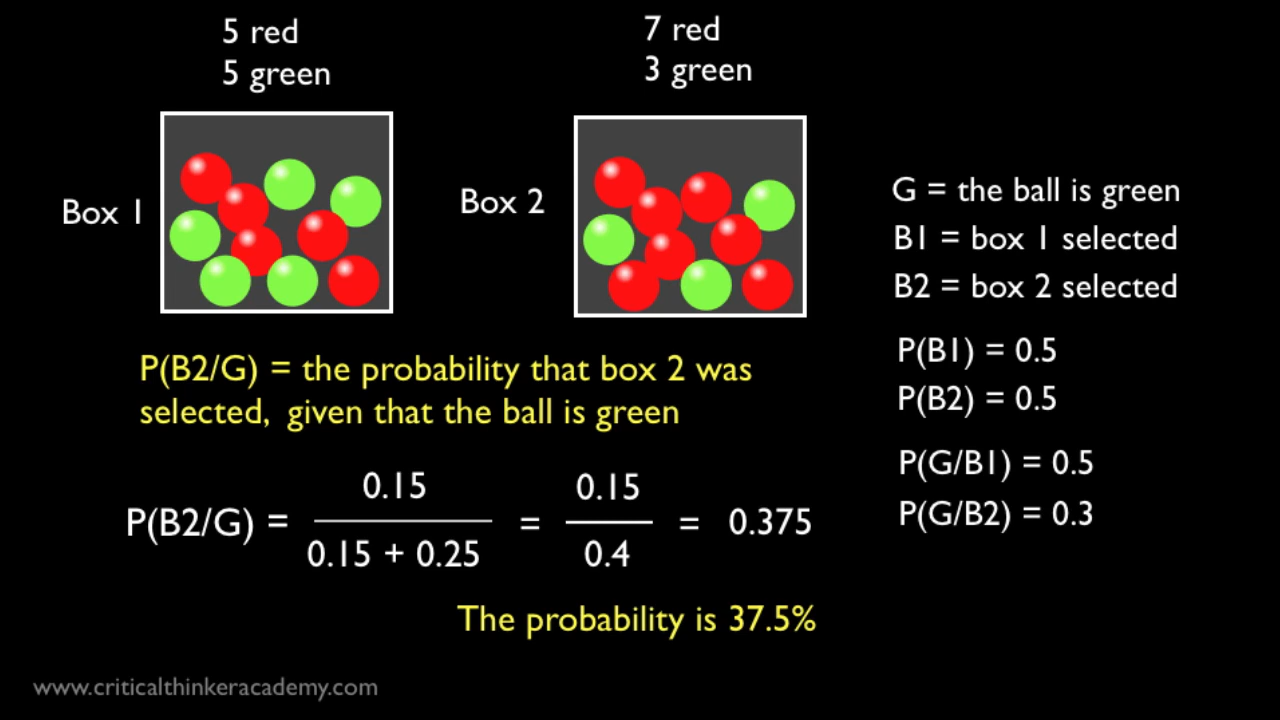 5 red
5 green
7 red
3 green
Box 1
Box 2
G = the ball is green
B1 = box 1 selected
B2 = box 2 selected
P(B1) = 0.5
P(B2) = 0.5
P(G/B1) = 0.5
P(G/B2) = 0.3
P(B2/G) = the probability that box 2 was
selected, given that the ball is green
0.15 0.15
P(B2/G) = = = 0.375
0.15 + 0.25 0.4
The probability is 37.5%
www.criticalthinkeracademy.com